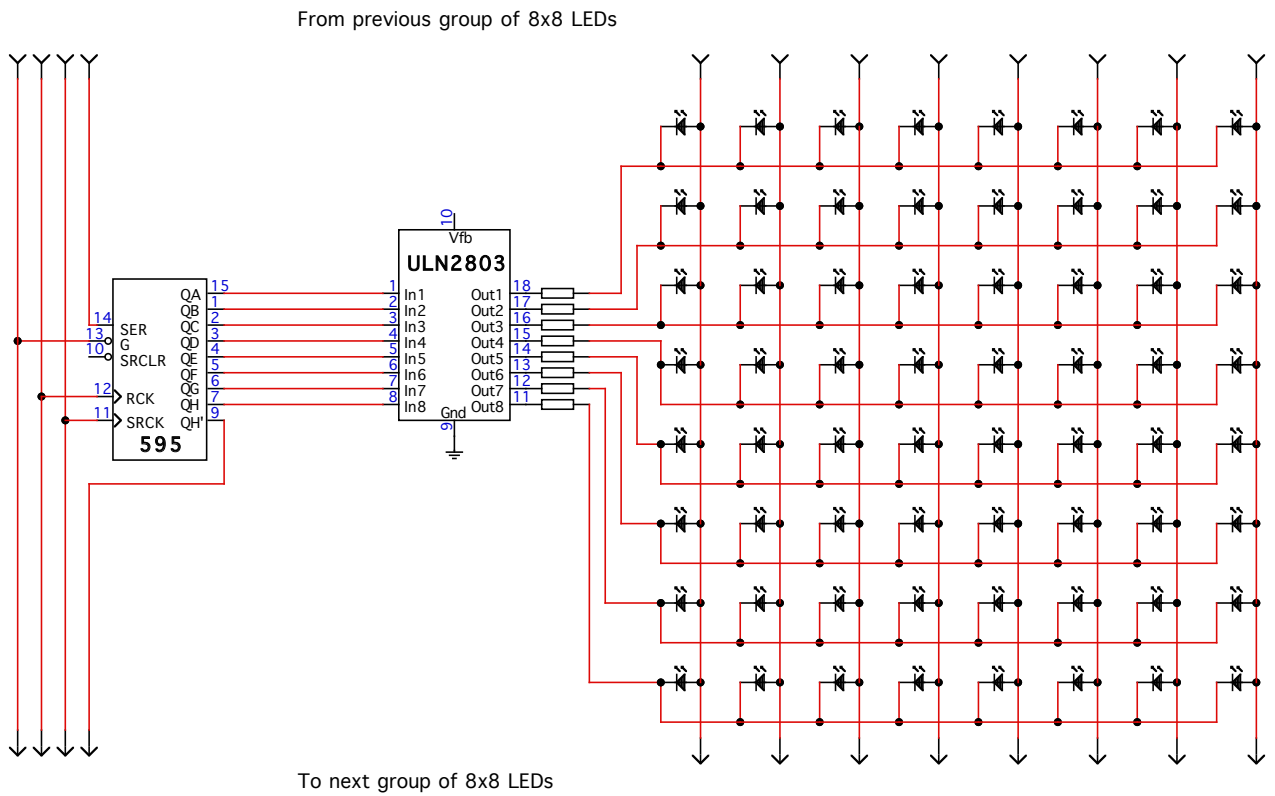 From previous group of 8x8 LEDs
10
Vfb
ULN2803
15 QA
1 QB
2 QC
3 QD
4 QE
5 QF
6 QG
7 QH
9 QH'
14 SER
13 G
10 SRCLR
12 RCK
11 SRCK
595
1 In1
2 In2
3 In3
4 In4
5 In5
6 In6
7 In7
8 In8
Out1 18
Out2 17
Out3 16
Out4 15
Out5 14
Out6 13
Out7 12
Out8 11
Gnd
9
To next group of 8x8 LEDs